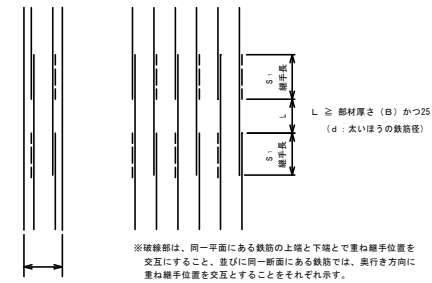 S1
継手長
L
S1
継手長
L ≧ 部材厚さ（B）かつ25
（d：太いほうの鉄筋径）
※破線部は、同一平面にある鉄筋の上端と下端とで重ね継手位置を
交互にすること、並びに同一断面にある鉄筋では、奥行き方向に
重ね継手位置を交互とすることをそれぞれ示す。